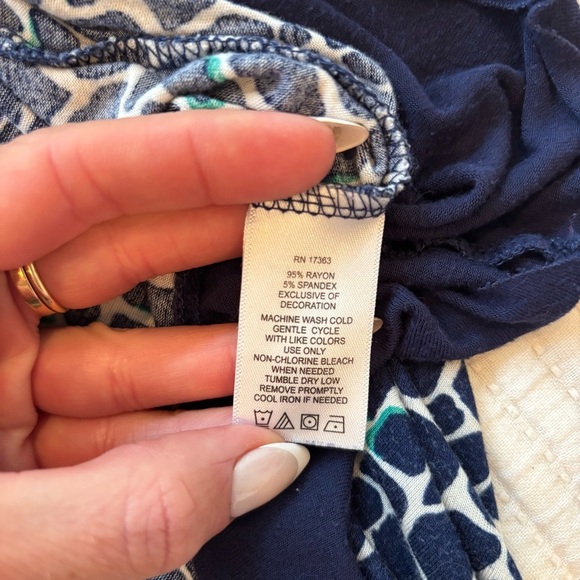 RN 17363
95% RAYON
5% SPANDEX
EXCLUSIVE OF
DECORATION
MACHINE WASH COLD
GENTLE CYCLE
WITH LIKE COLORS
USE ONLY
NON-CHLORINE BLEACH
WHEN NEEDED
TUMBLE DRY LOW
REMOVE PROMPTLY
COOL IRON IF NEEDED